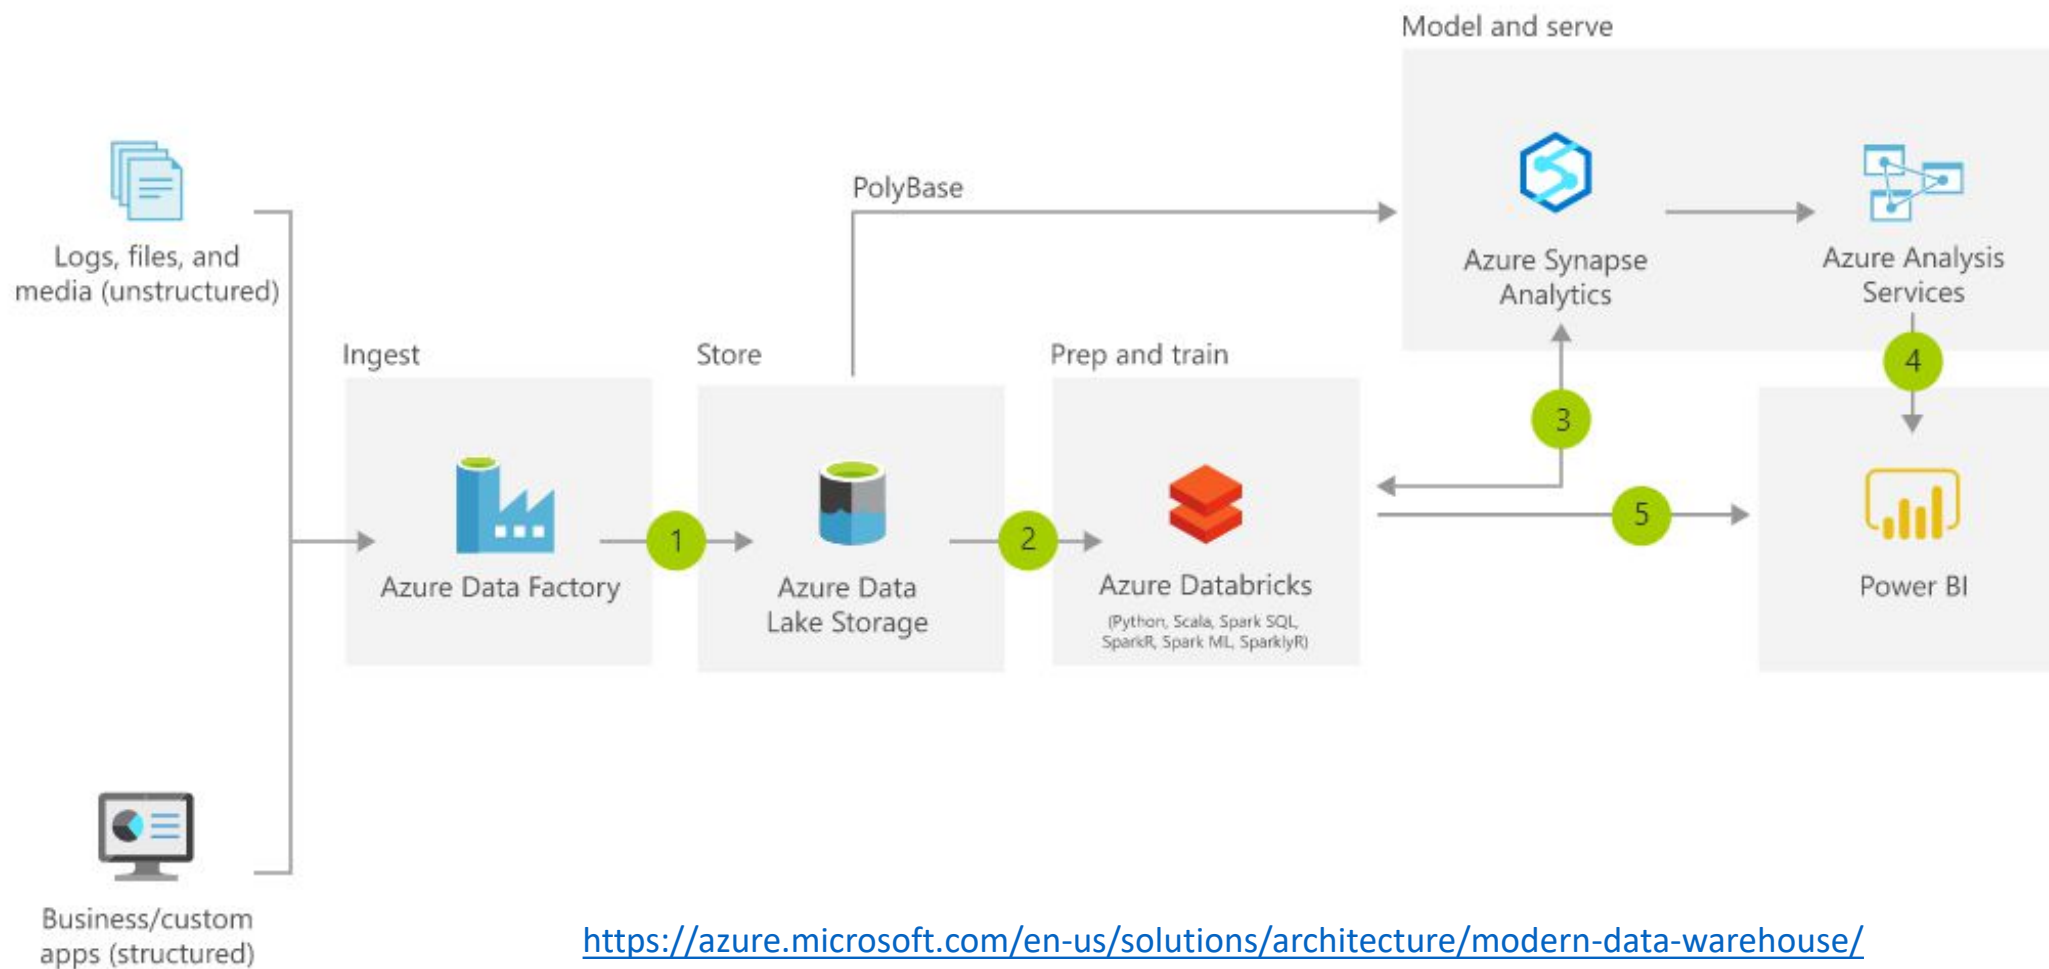 Model and serve
PolyBase
Logs, files, and
media (unstructured)
Azure Synapse
Analytics
Azure Analysis
Services
Ingest
Store
Prep and train
4
3
5
1
2
Azure Data Factory
Azure Data
Lake Storage
Azure Databricks
(Python, Scala, Spark SQL,
SparkR, Spark ML, SparklyR)
Power BI
Business/custom
apps (structured)
https://azure.microsoft.com/en-us/solutions/architecture/modern-data-warehouse/